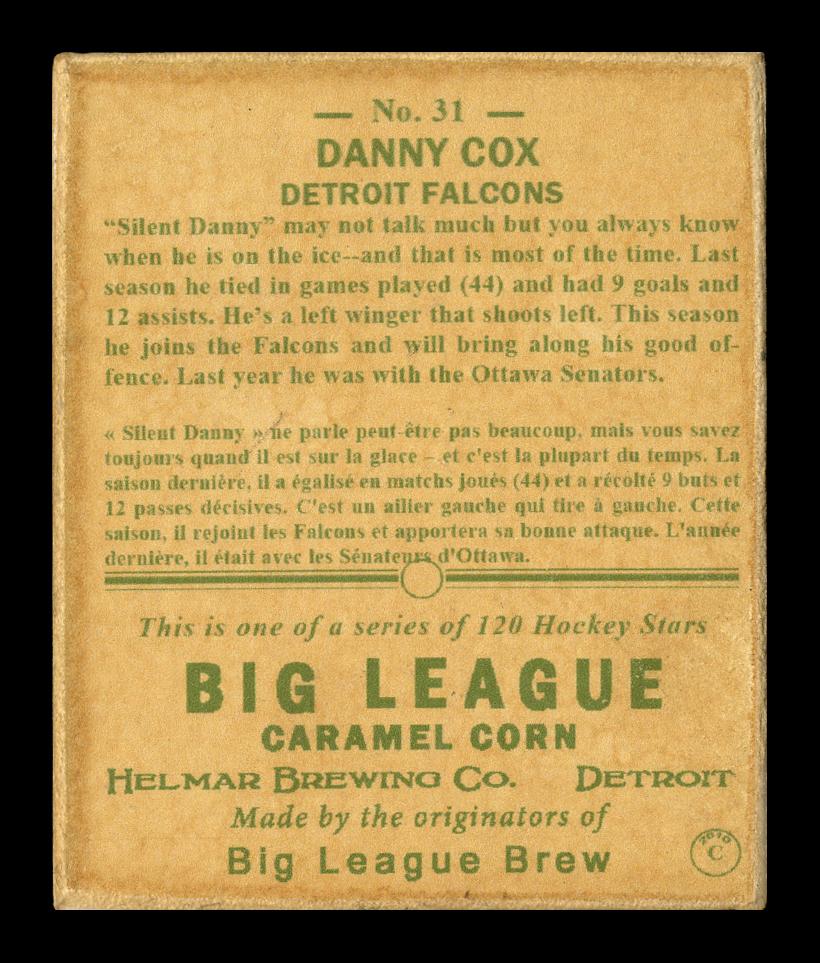 — No. 31 —
DANNY COX
DETROIT FALCONS
“Silent Danny” may not talk much but you always know
when he is on the ice--and that is most of the time. Last
season he tied in games played (44) and had 9 goals and
12 assists. He’s a left winger that shoots left. This season
he joins the Falcons and will bring along his good of-
fence. Last year he was with the Ottawa Senators.
« Silent Danny » ne parle peut-être pas beaucoup, mais vous savez
toujours quand il est sur la glace – et c'est la plupart du temps. La
saison dernière, il a égalisé en matchs joués (44) et a récolté 9 buts et
12 passes décisives. C'est un ailier gauche qui tire à gauche. Cette
saison, il rejoint les Falcons et apportera sa bonne attaque. L'année
dernière, il était avec les Sénateurs d'Ottawa.
This is one of a series of 120 Hockey Stars
BIG LEAGUE
CARAMEL CORN
HELMAR BREWING CO. DETROIT
Made by the originators of
Big League Brew
2010
C